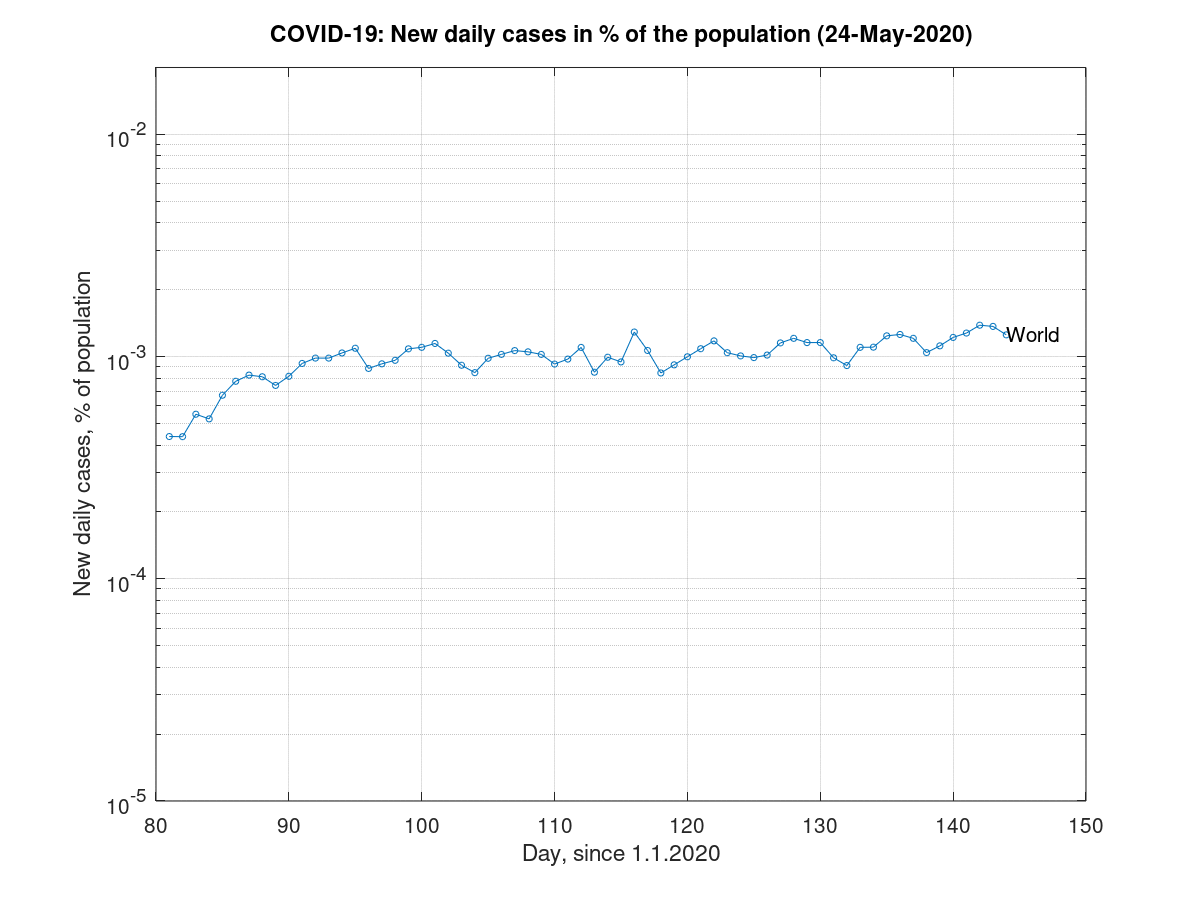 COVID-19: New daily cases in % of the population (24-May-2020)
10^-2
10^-3
10^-4
10^-5
New daily cases, % of population
World
80 90 100 110 120 130 140 150
Day, since 1.1.2020